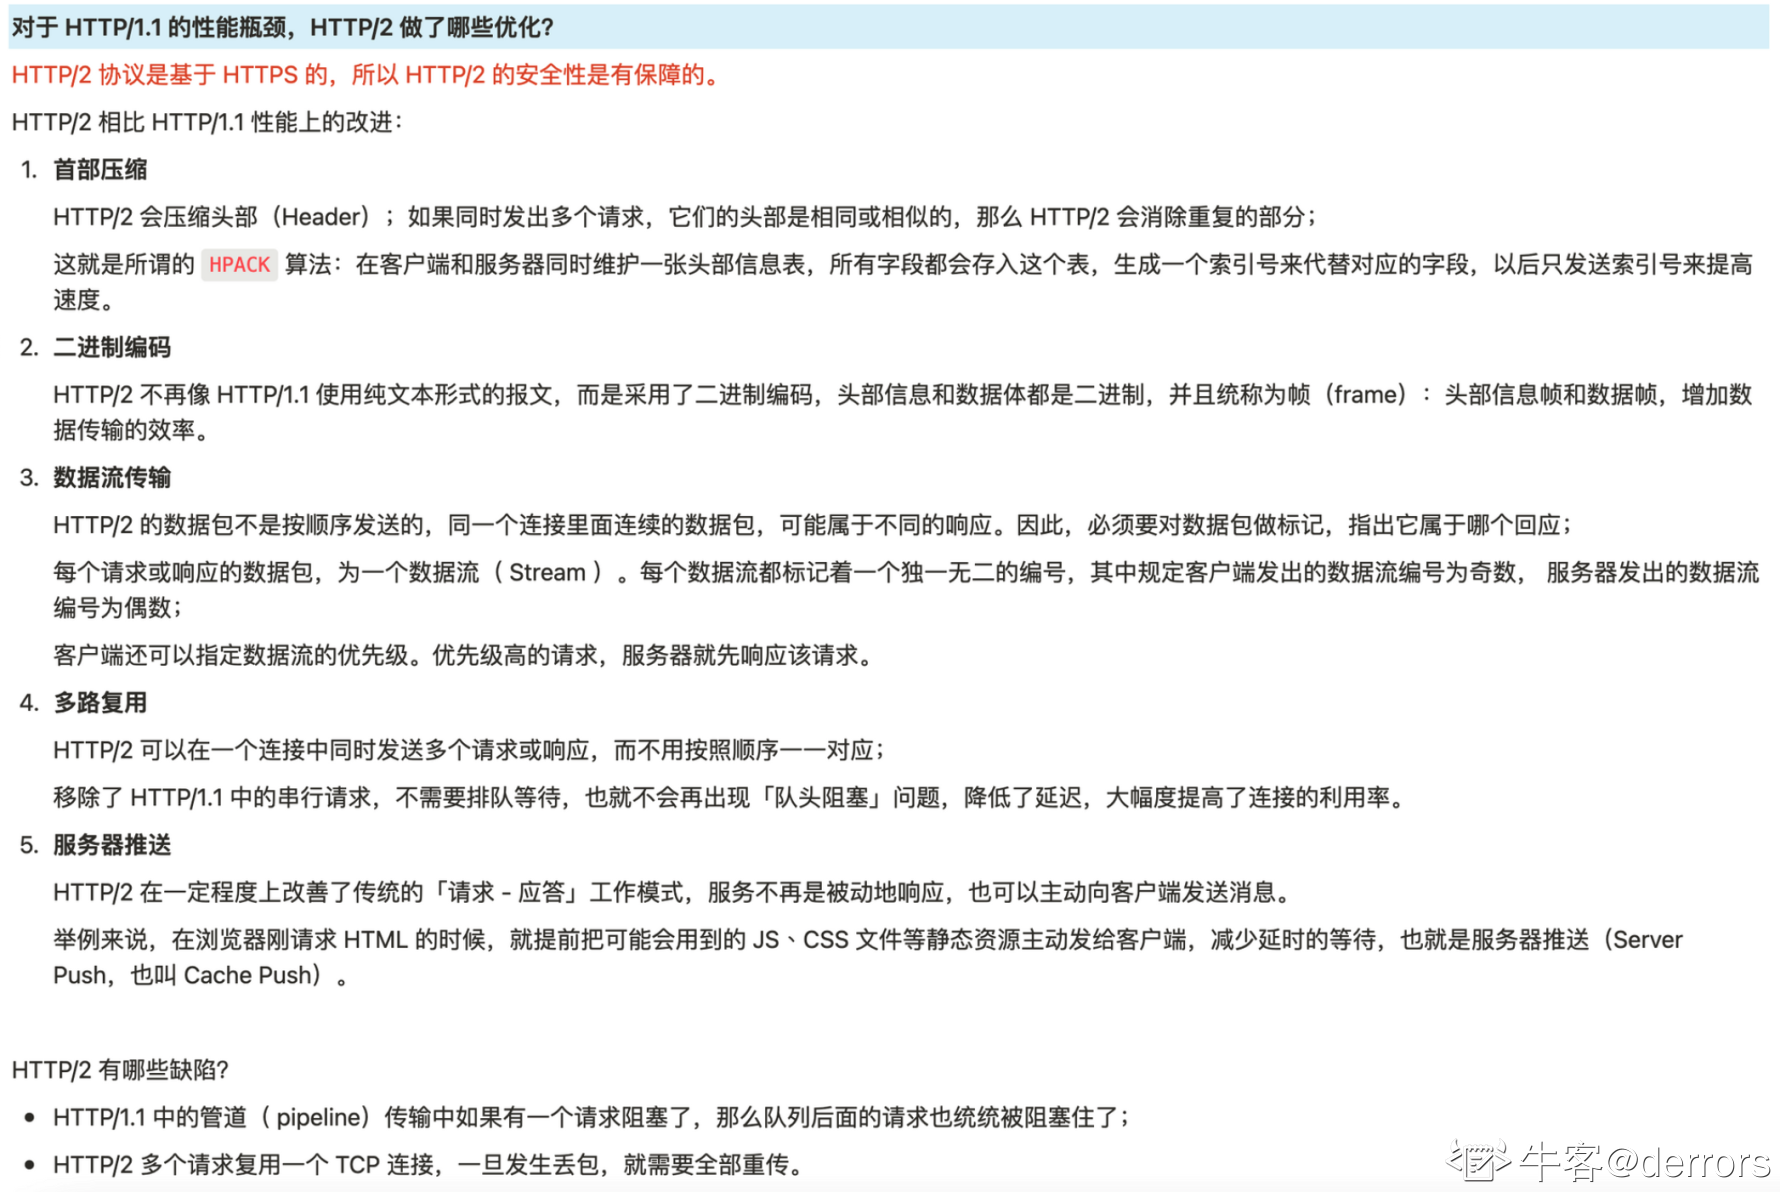 对于 HTTP/1.1 的性能瓶颈，HTTP/2 做了哪些优化？
HTTP/2 协议是基于 HTTPS 的，所以 HTTP/2 的安全性是有保障的。
HTTP/2 相比 HTTP/1.1 性能上的改进：
1. 首部压缩
HTTP/2 会压缩头部（Header）；如果同时发出多个请求，它们的头部是相同或相似的，那么 HTTP/2 会消除重复的部分；
这就是所谓的 HPACK 算法：在客户端和服务器同时维护一张头部信息表，所有字段都会存入这个表，生成一个索引号来代替对应的字段，以后只发送索引号来提高
速度。
2. 二进制编码
HTTP/2 不再像 HTTP/1.1 使用纯文本形式的报文，而是采用了二进制编码，头部信息和数据体都是二进制，并且统称为帧（frame）：头部信息帧和数据帧，增加数
据传输的效率。
3. 数据流传输
HTTP/2 的数据包不是按顺序发送的，同一个连接里面连续的数据包，可能属于不同的响应。因此，必须要对数据包做标记，指出它属于哪个回应；
每个请求或响应的数据包，为一个数据流（ Stream ）。每个数据流都标记着一个独一无二的编号，其中规定客户端发出的数据流编号为奇数， 服务器发出的数据流
编号为偶数；
客户端还可以指定数据流的优先级。优先级高的请求，服务器就先响应该请求。
4. 多路复用
HTTP/2 可以在一个连接中同时发送多个请求或响应，而不用按照顺序一一对应；
移除了 HTTP/1.1 中的串行请求，不需要排队等待，也就不会再出现「队头阻塞」问题，降低了延迟，大幅度提高了连接的利用率。
5. 服务器推送
HTTP/2 在一定程度上改善了传统的「请求 - 应答」工作模式，服务不再是被动地响应，也可以主动向客户端发送消息。
举例来说，在浏览器刚请求 HTML 的时候，就提前把可能会用到的 JS、CSS 文件等静态资源主动发给客户端，减少延时的等待，也就是服务器推送（Server
Push，也叫 Cache Push）。
HTTP/2 有哪些缺陷？
• HTTP/1.1 中的管道（ pipeline）传输中如果有一个请求阻塞了，那么队列后面的请求也统统被阻塞住了；
• HTTP/2 多个请求复用一个 TCP 连接，一旦发生丢包，就需要全部重传。
牛客@derrors